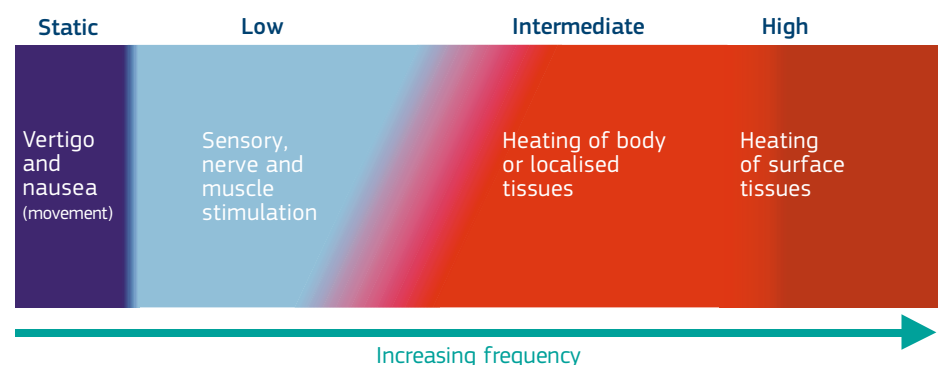 Static
Low
Intermediate
High
Vertigo
and
nausea
(movement)
Sensory,
nerve and
muscle
stimulation
Heating of body
or localised
tissues
Heating
of surface
tissues
Increasing frequency